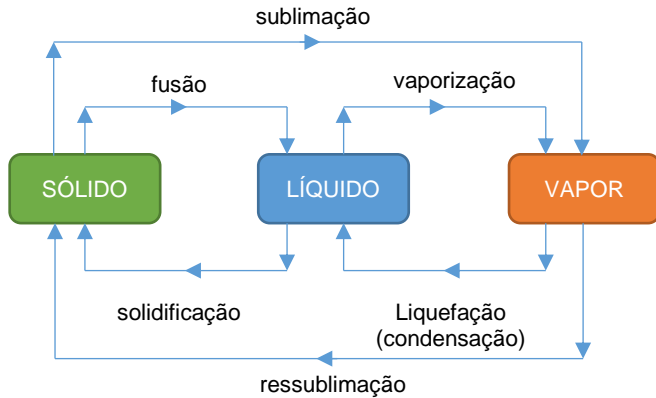 sublimação
fusão
vaporização
SÓLIDO
LÍQUIDO
VAPOR
solidificação
Liquefação
(condensação)
ressublimação